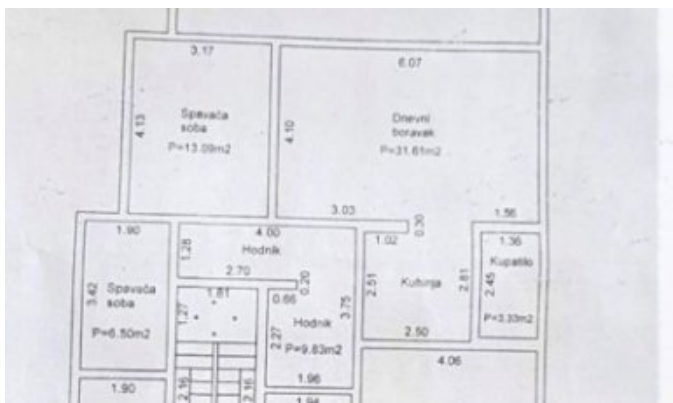 3.17
6.07
4.13
Spavaća
soba
P=13.09m2
4.10
Dnevni
boravak
P=31.61m2
3.03
0.30
1.56
1.90
4.00
1.02
1.36
1.28
Hodnik
2.70
0.20
3.42
Spavaća
soba
P=6.50m2
1.81
0.66
1.27
Hodnik
P=9.83m2
2.27
3.75
2.51
Kuhinja
2.81
2.45
Kupatilo
P=3.33m2
2.50
4.06
1.90
2.16
2.16
1.96
1.94